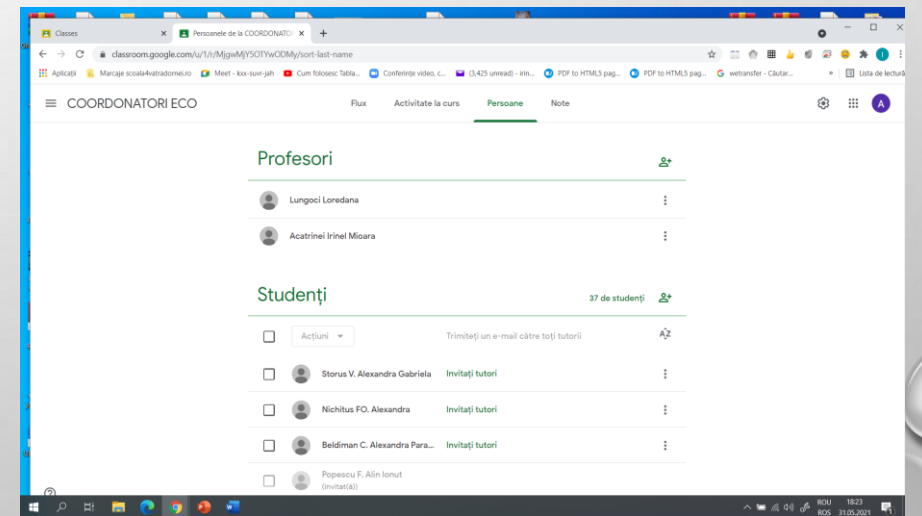 Classes
Persoanele de la COORDONATO
classroom.google.com/u/1/r/MjgwMjY5OTYwODMy/sort-last-name
Aplicații Marcaje scoala4vatradornei.ro Meet - kxx-suvr-jah Cum folosesc Tabla... Conferințe video, c... (3,425 unread) - irin... PDF to HTML5 pag... PDF to HTML5 pag... wetransfer - Căutar... » Lista de lectură
COORDONATORI ECO Flux Activitate la curs Persoane Note A
Profesori
Lungoci Loredana
Acatrinei Irinel Mioara
Studenți 37 de studenți
Acțiuni Trimiteți un e-mail către toți tutorii AZ
Storus V. Alexandra Gabriela Invitați tutori
Nichitus FO. Alexandra Invitați tutori
Beldiman C. Alexandra Para... Invitați tutori
Popescu F. Alin Ionut
(invitat(ă))
ROU 18:23
ROS 31.05.2021